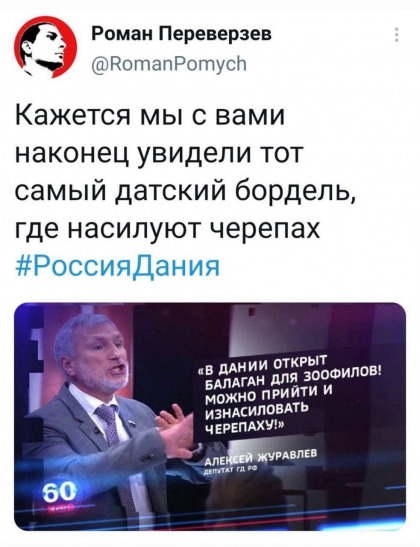 Роман Переверзев
@RomanPomych
Кажется мы с вами
наконец увидели тот
самый датский бордель,
где насилуют черепах
#РоссияДания
«В ДАНИИ ОТКРЫТ
БАЛАГАН ДЛЯ ЗООФИЛОВ!
МОЖНО ПРИЙТИ И
ИЗНАСИЛОВАТЬ
ЧЕРЕПАХУ!»
АЛЕКСЕЙ ЖУРАВЛЕВ
ДЕПУТАТ ГД РФ
60
МИНУТ